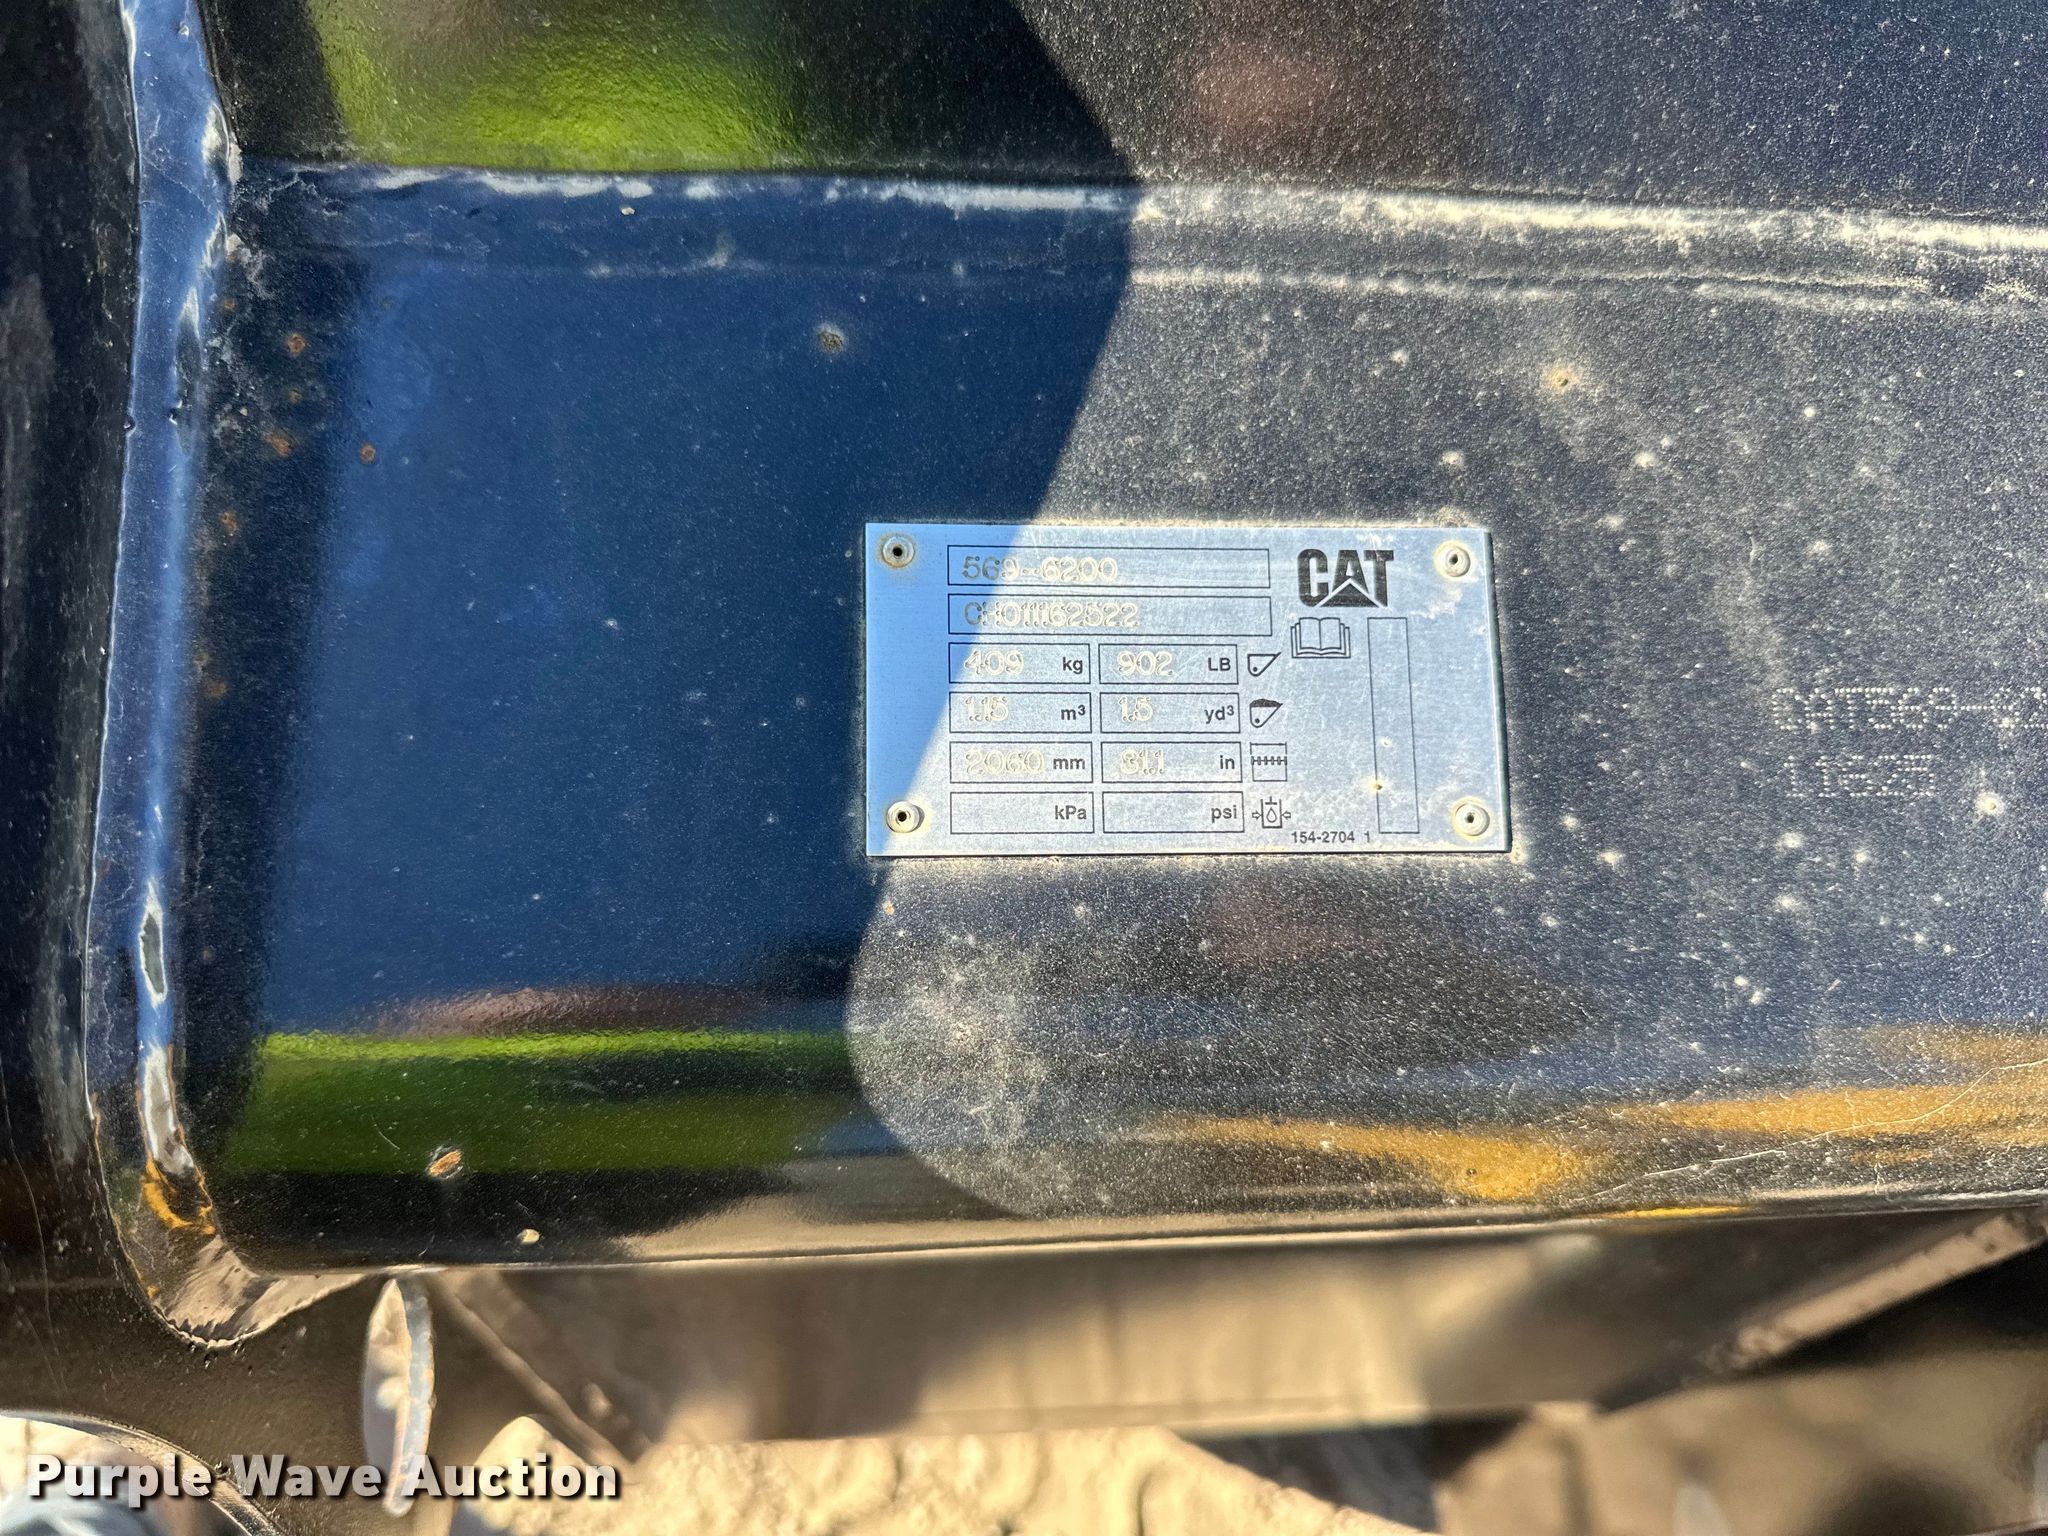 569-6200
CAT
CH01162522
409 kg 902 LB
1.15 m³ 1.5 yd³
2060 mm 81.1 in
kPa psi
154-2704 1
Purple Wave Auction